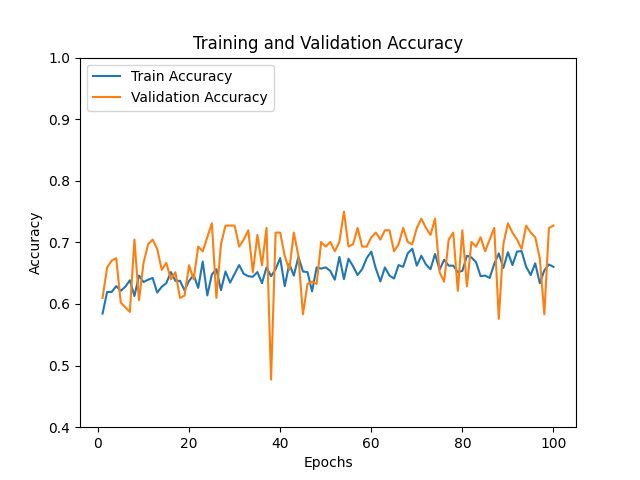 Training and Validation Accuracy
Train Accuracy
Validation Accuracy
1.0
0.9
0.8
0.7
0.6
0.5
0.4
Accuracy
0 20 40 60 80 100
Epochs